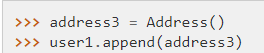 >>> address3 = Address()
>>> user1.append(address3)